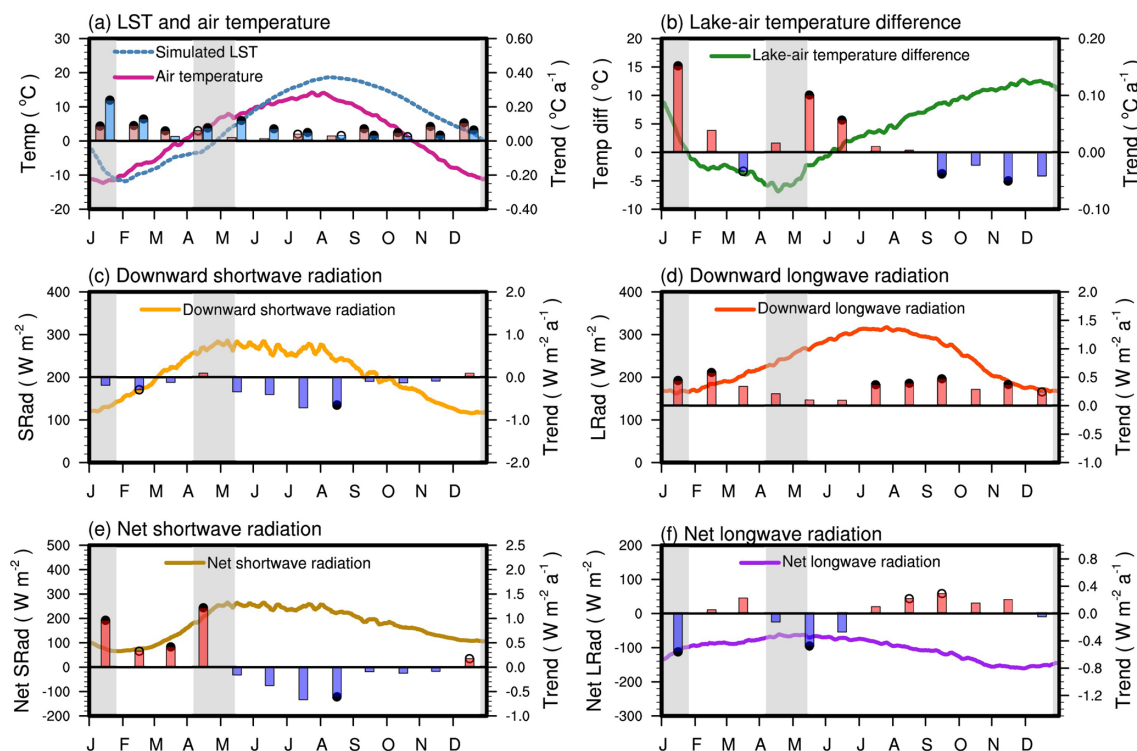 (a) LST and air temperature
(b) Lake-air temperature difference
Temp ( °C)
30
20
10
0
-10
-20
Simulated LST
Air temperature
0.60
0.40
0.20
0.00
-0.20
-0.40
Trend ( °C a-1)
J F M A M J J A S O N D
Temp diff ( °C)
20
15
10
5
0
-5
-10
Lake-air temperature difference
0.20
0.10
0.00
-0.10
Trend ( °C a-1)
J F M A M J J A S O N D
(c) Downward shortwave radiation
(d) Downward longwave radiation
SRad ( W m-2)
400
300
200
100
0
Downward shortwave radiation
2.0
1.0
0.0
-1.0
-2.0
Trend ( W m-2 a-1)
J F M A M J J A S O N D
LRad ( W m-2)
400
300
200
100
0
Downward longwave radiation
2.0
1.5
1.0
0.5
0.0
-0.5
-1.0
Trend ( W m-2 a-1)
J F M A M J J A S O N D
(e) Net shortwave radiation
(f) Net longwave radiation
Net SRad ( W m-2)
500
400
300
200
100
0
-100
-200
Net shortwave radiation
2.5
2.0
1.5
1.0
0.5
0.0
-0.5
-1.0
Trend ( W m-2 a-1)
J F M A M J J A S O N D
Net LRad ( W m-2)
200
100
0
-100
-200
-300
Net longwave radiation
0.8
0.4
0.0
-0.4
-0.8
-1.2
Trend ( W m-2 a-1)
J F M A M J J A S O N D